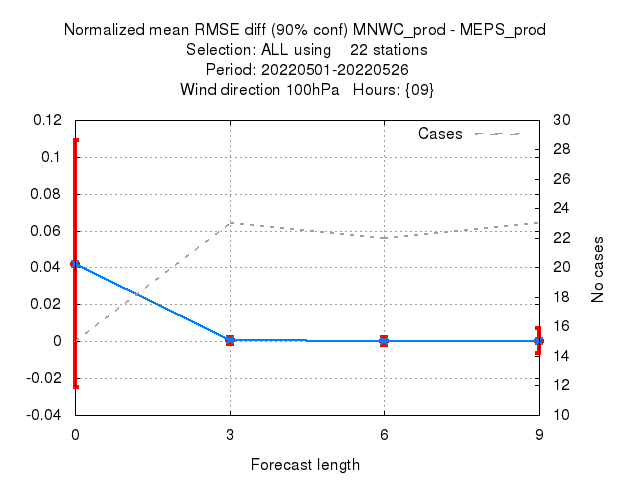 Normalized mean RMSE diff (90% conf) MNWC_prod - MEPS_prod
Selection: ALL using    22 stations
Period: 20220501-20220526
Wind direction 100hPa   Hours: {09}
Cases
0.12
0.1
0.08
0.06
0.04
0.02
0
-0.02
-0.04
30
28
26
24
22
20
18
16
14
12
10
No cases
0 3 6 9
Forecast length